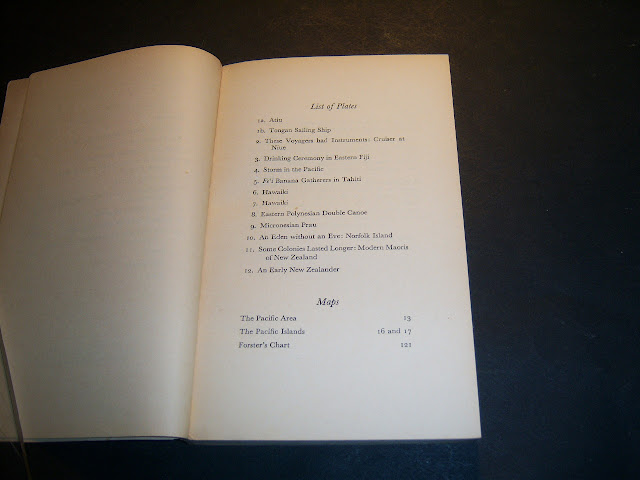 List of Plates
1a. Atiu
1b. Tongan Sailing Ship
2. These Voyagers had Instruments: Cruiser at
Niue
3. Drinking Ceremony in Eastern Fiji
4. Storm in the Pacific
5. Fe'i Banana Gatherers in Tahiti
6. Hawaiki
7. Hawaiki
8. Eastern Polynesian Double Canoe
9. Micronesian Prau
10. An Eden without an Eve: Norfolk Island
11. Some Colonies Lasted Longer: Modern Maoris
of New Zealand
12. An Early New Zealander
Maps
The Pacific Area 13
The Pacific Islands 16 and 17
Forster's Chart 121